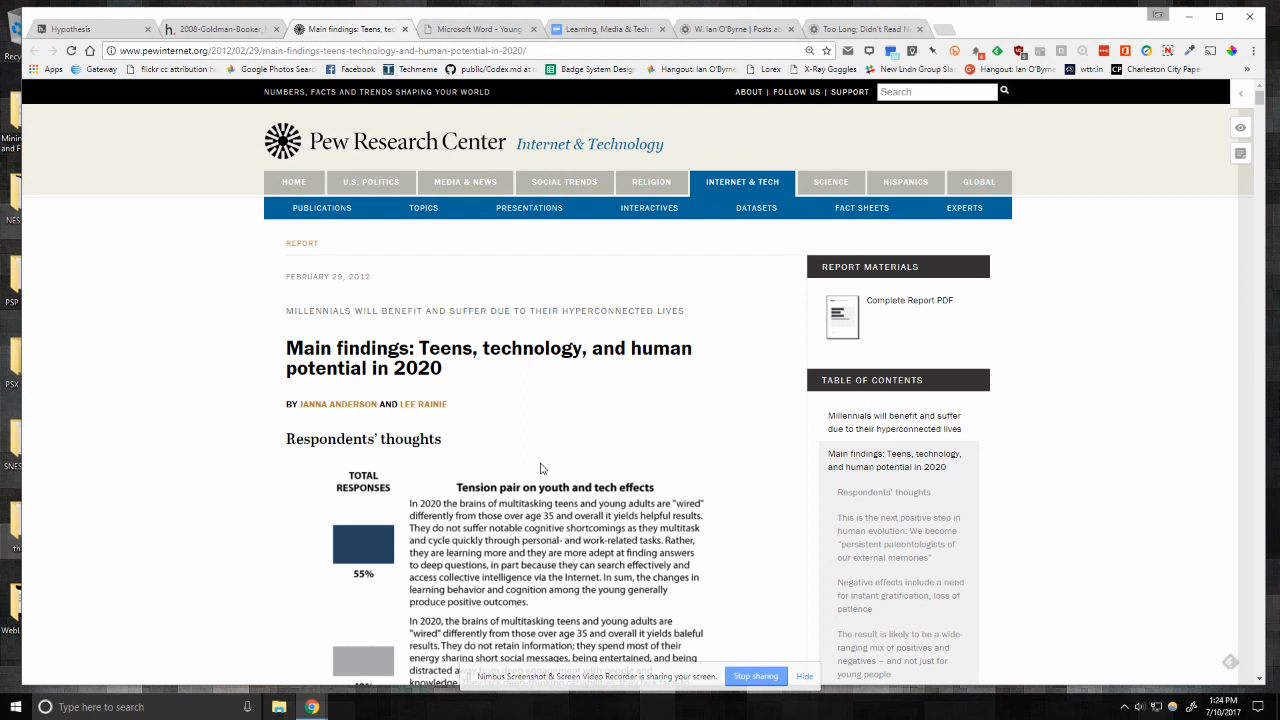 Ian
Hypothesis
2008-Goldman-Booker,
Main findings: Teens, tec
Microsoft Word - Young
Learning, Media & Techn
W. Ian O'Byrne | Posts ab
Too Long; Didn't Read N
www.pewinternet.org/2012/02/29/main-findings-teens-technology-and-human-potential-in-2020/
Apps
Gateway
flickr cc attribution he
Google Photos Search
Facebook
Techmeme
public/Codex.md at m
Badge System Design
Hangout: Ian O'Byrne
Lorex
X-Ray Goggles
New Lndn Group Slac
Hangout: Ian O'Byrne
wttr.in
Charleston City Paper
NUMBERS, FACTS AND TRENDS SHAPING YOUR WORLD
ABOUT | FOLLOW US | SUPPORT
Search
Pew Research Center Internet & Technology
HOME
U.S. POLITICS
MEDIA & NEWS
SOCIAL TRENDS
RELIGION
INTERNET & TECH
SCIENCE
HISPANICS
GLOBAL
PUBLICATIONS
TOPICS
PRESENTATIONS
INTERACTIVES
DATASETS
FACT SHEETS
EXPERTS
REPORT
FEBRUARY 29, 2012
MILLENNIALS WILL BENEFIT AND SUFFER DUE TO THEIR HYPERCONNECTED LIVES
Main findings: Teens, technology, and human
potential in 2020
BY JANNA ANDERSON AND LEE RAINIE
Respondents' thoughts
TOTAL
RESPONSES
55%
Tension pair on youth and tech effects
In 2020 the brains of multitasking teens and young adults are "wired"
differently from those over age 35 and overall it yields helpful results.
They do not suffer notable cognitive shortcomings as they multitask
and cycle quickly through personal- and work-related tasks. Rather,
they are learning more and they are more adept at finding answers
to deep questions, in part because they can search effectively and
access collective intelligence via the Internet. In sum, the changes in
learning behavior and cognition among the young generally
produce positive outcomes.
In 2020, the brains of multitasking teens and young adults are
"wired" differently from those over age 35 and overall it yields baleful
results. They do not retain information; they spend most of their
energy sharing short social messages, being entertained, and being
distracted away from deep engagement with people and
REPORT MATERIALS
Complete Report PDF
TABLE OF CONTENTS
Millennials will benefit and suffer
due to their hyperconnected lives
Main findings: Teens, technology,
and human potential in 2020
Respondents' thoughts
This is the next positive step in
human evolution: We become
"persistent paleontologists of
our external memories"
Negative effects include a need
for instant gratification, loss of
patience
The result is likely to be a wide-
ranging mix of positives and
negatives – and not just for
young people
Nimbus Screenshot & Screen Video Recorder is sharing your screen.
Stop sharing
Hide
Type here to search
1:24 PM
7/10/2017